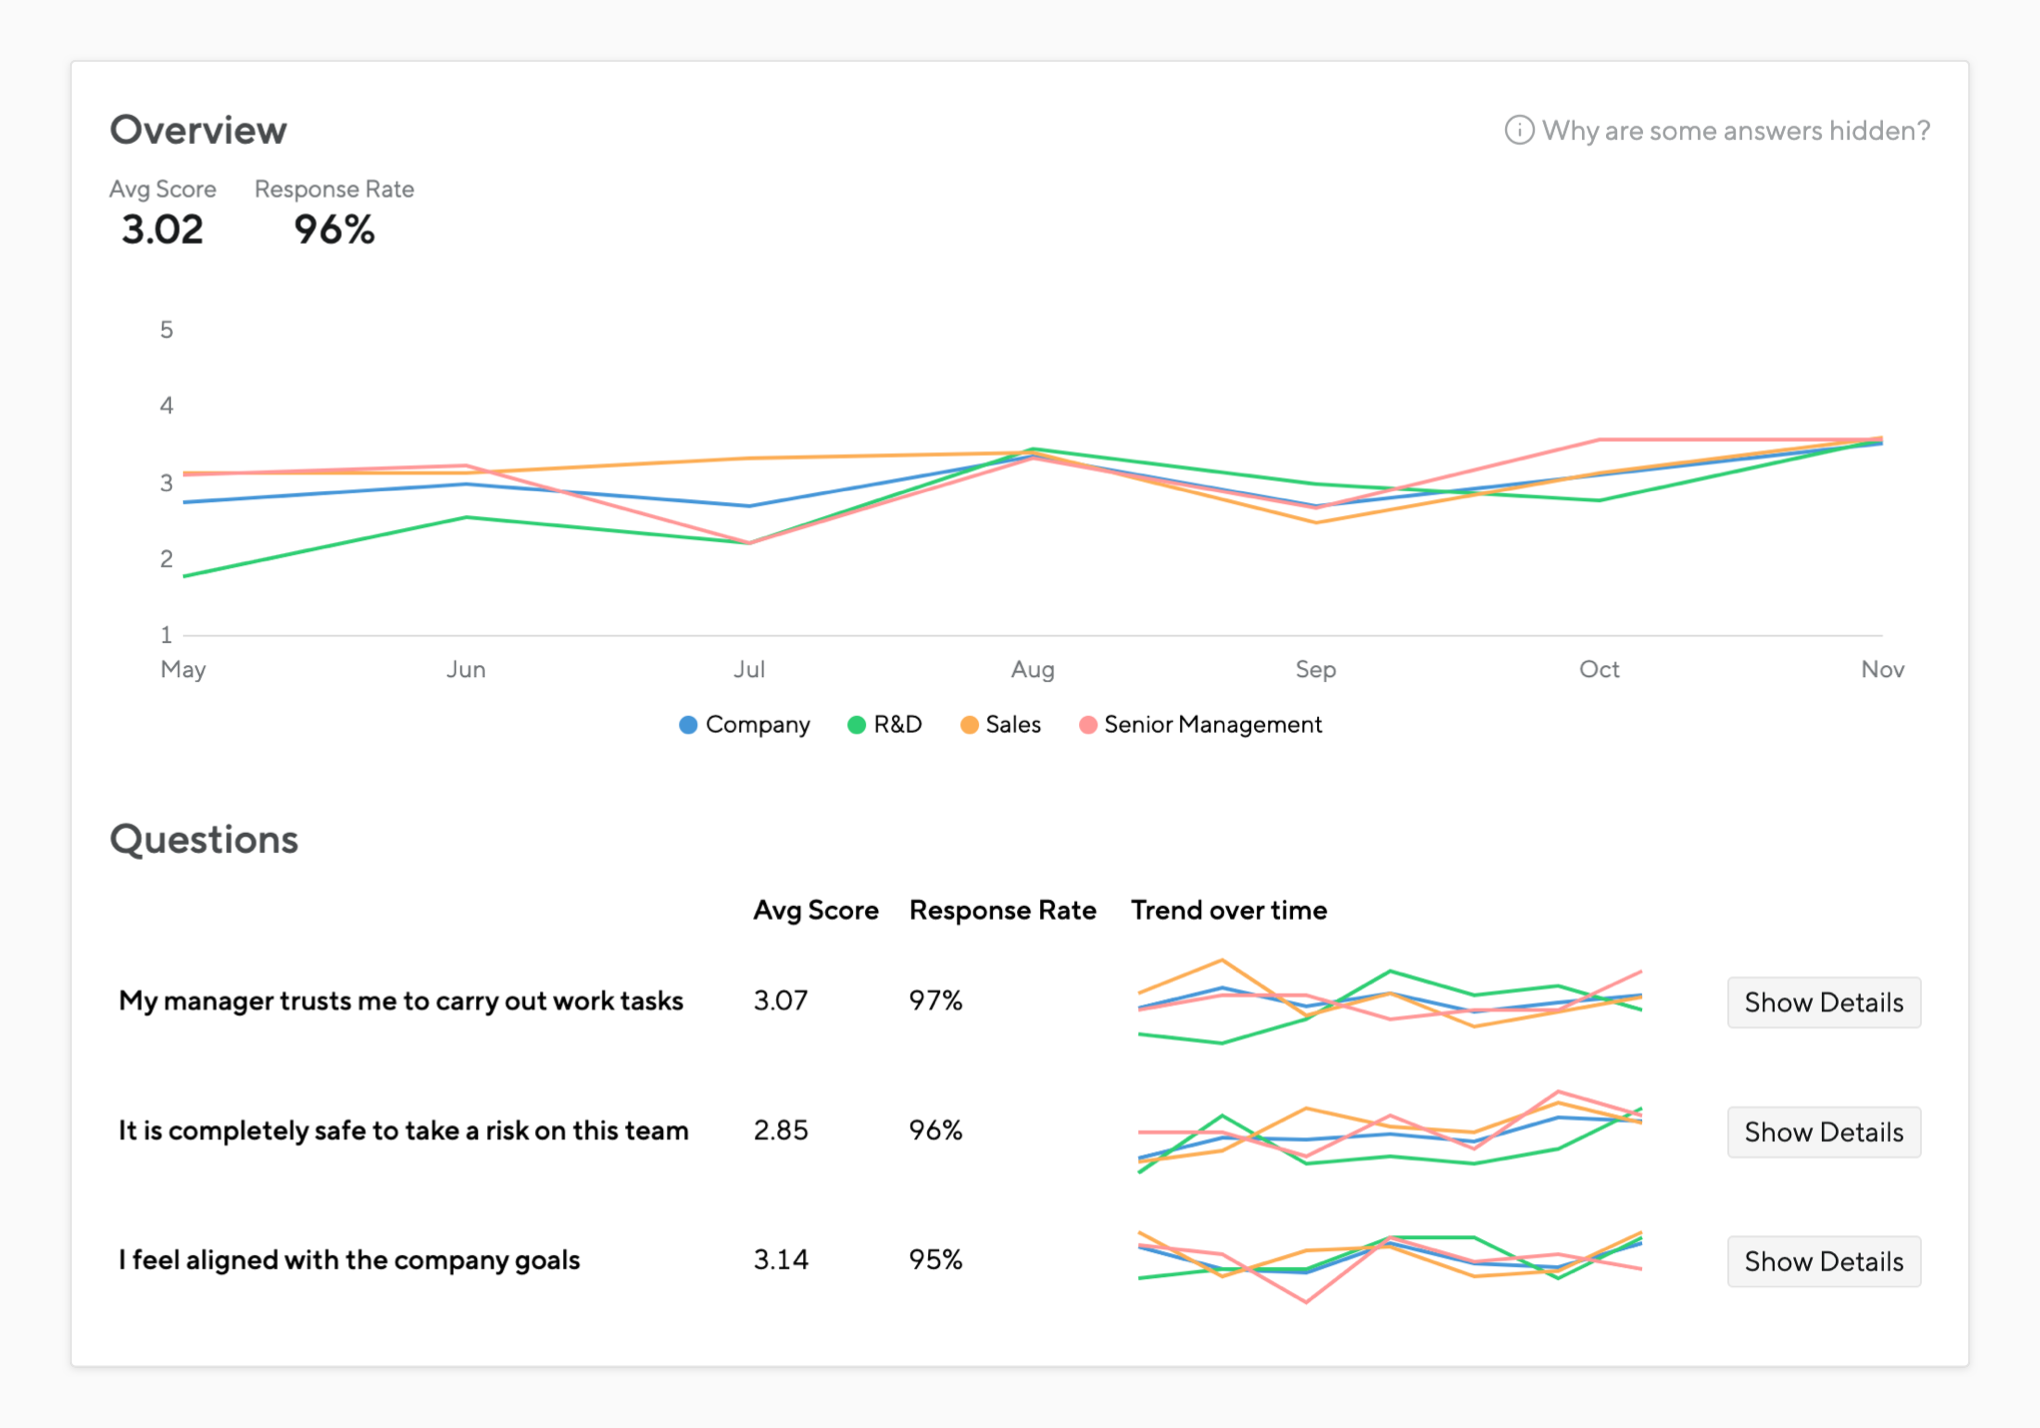 Overview
Why are some answers hidden?
Avg Score Response Rate
3.02 96%
5
4
3
2
1
May Jun Jul Aug Sep Oct Nov
Company R&D Sales Senior Management
Questions
Avg Score Response Rate Trend over time
My manager trusts me to carry out work tasks 3.07 97% Show Details
It is completely safe to take a risk on this team 2.85 96% Show Details
I feel aligned with the company goals 3.14 95% Show Details